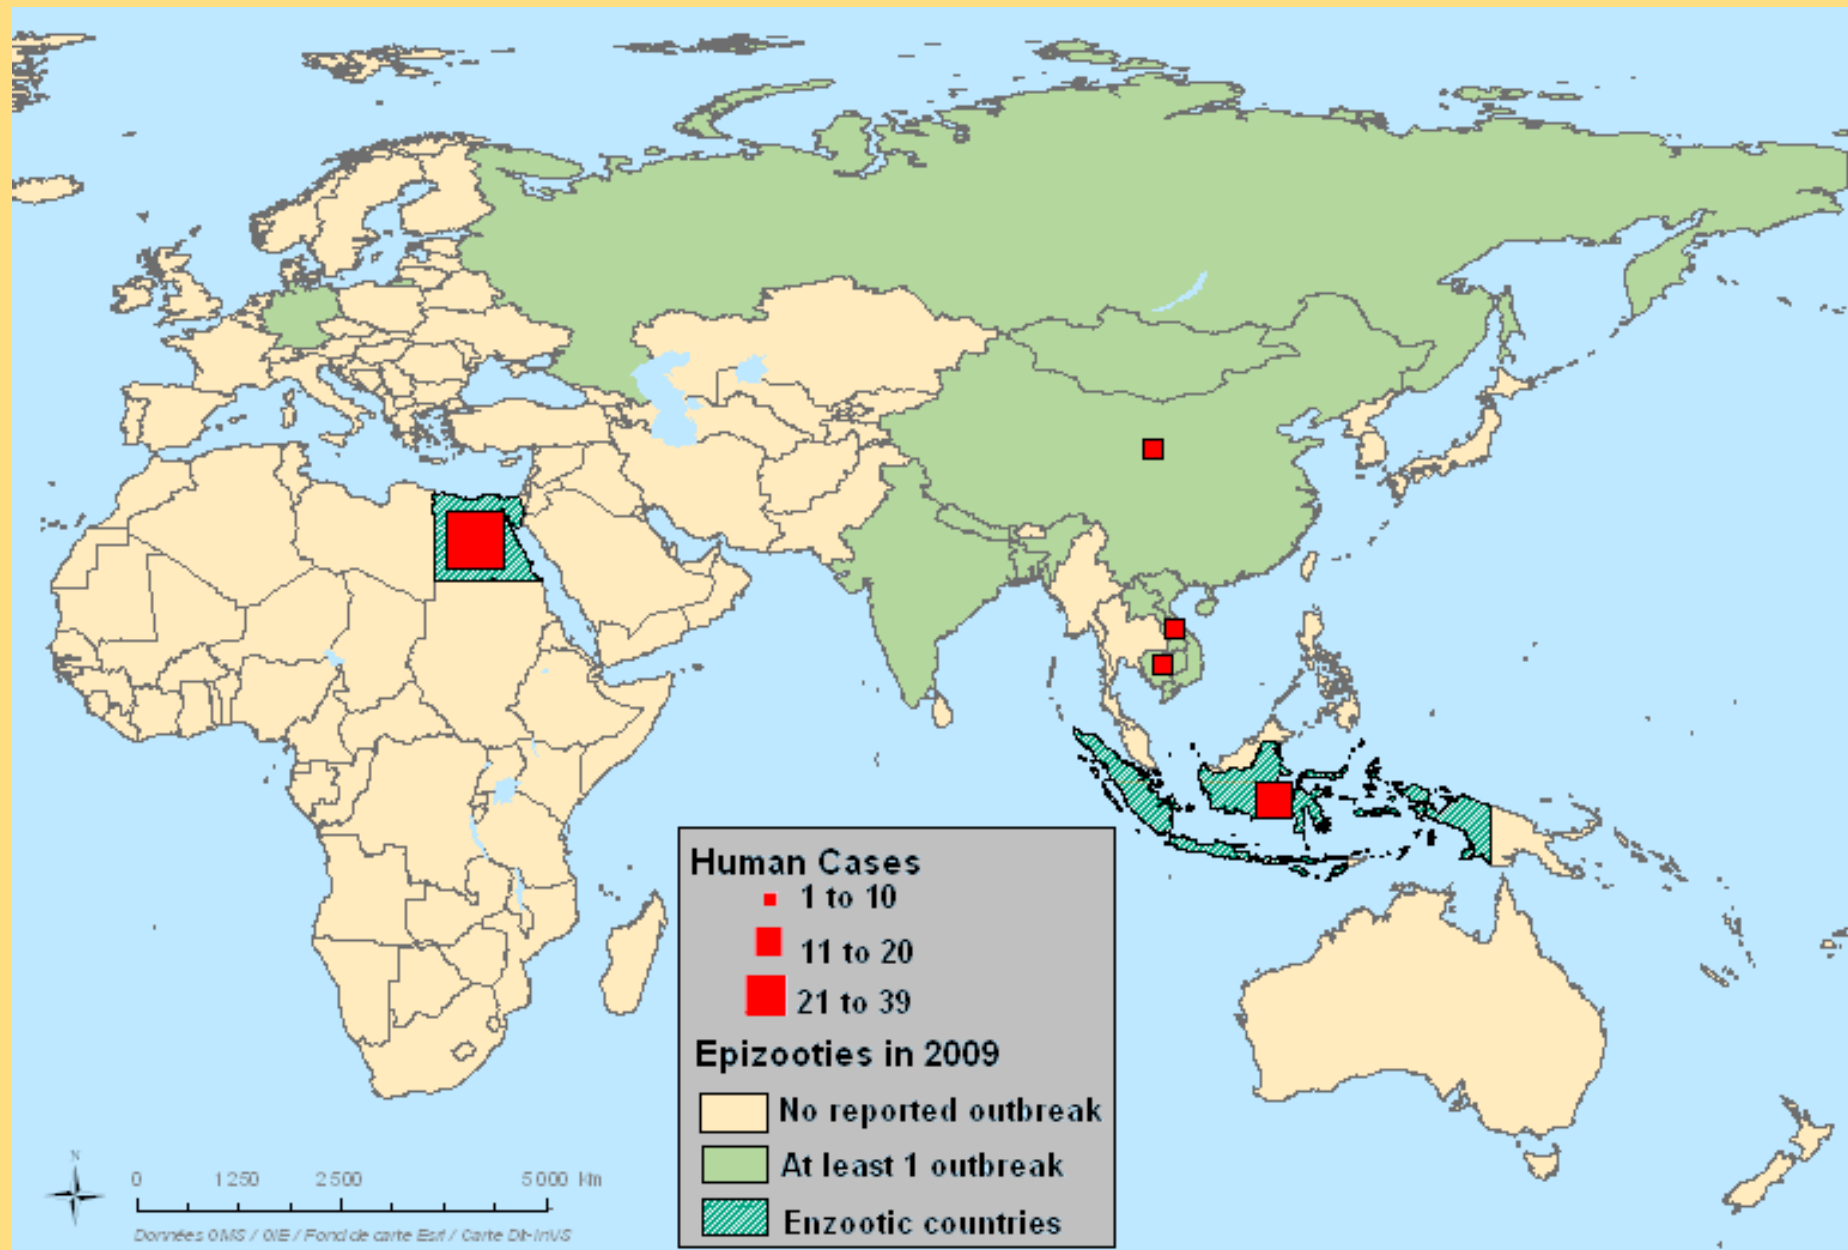 Human Cases
1 to 10
11 to 20
21 to 39
Epizooties in 2009
No reported outbreak
At least 1 outbreak
Enzootic countries
N
0 1250 2500 5000 km
Données OMS / OIE / Fond de carte Esri / Carte Dit-InVS